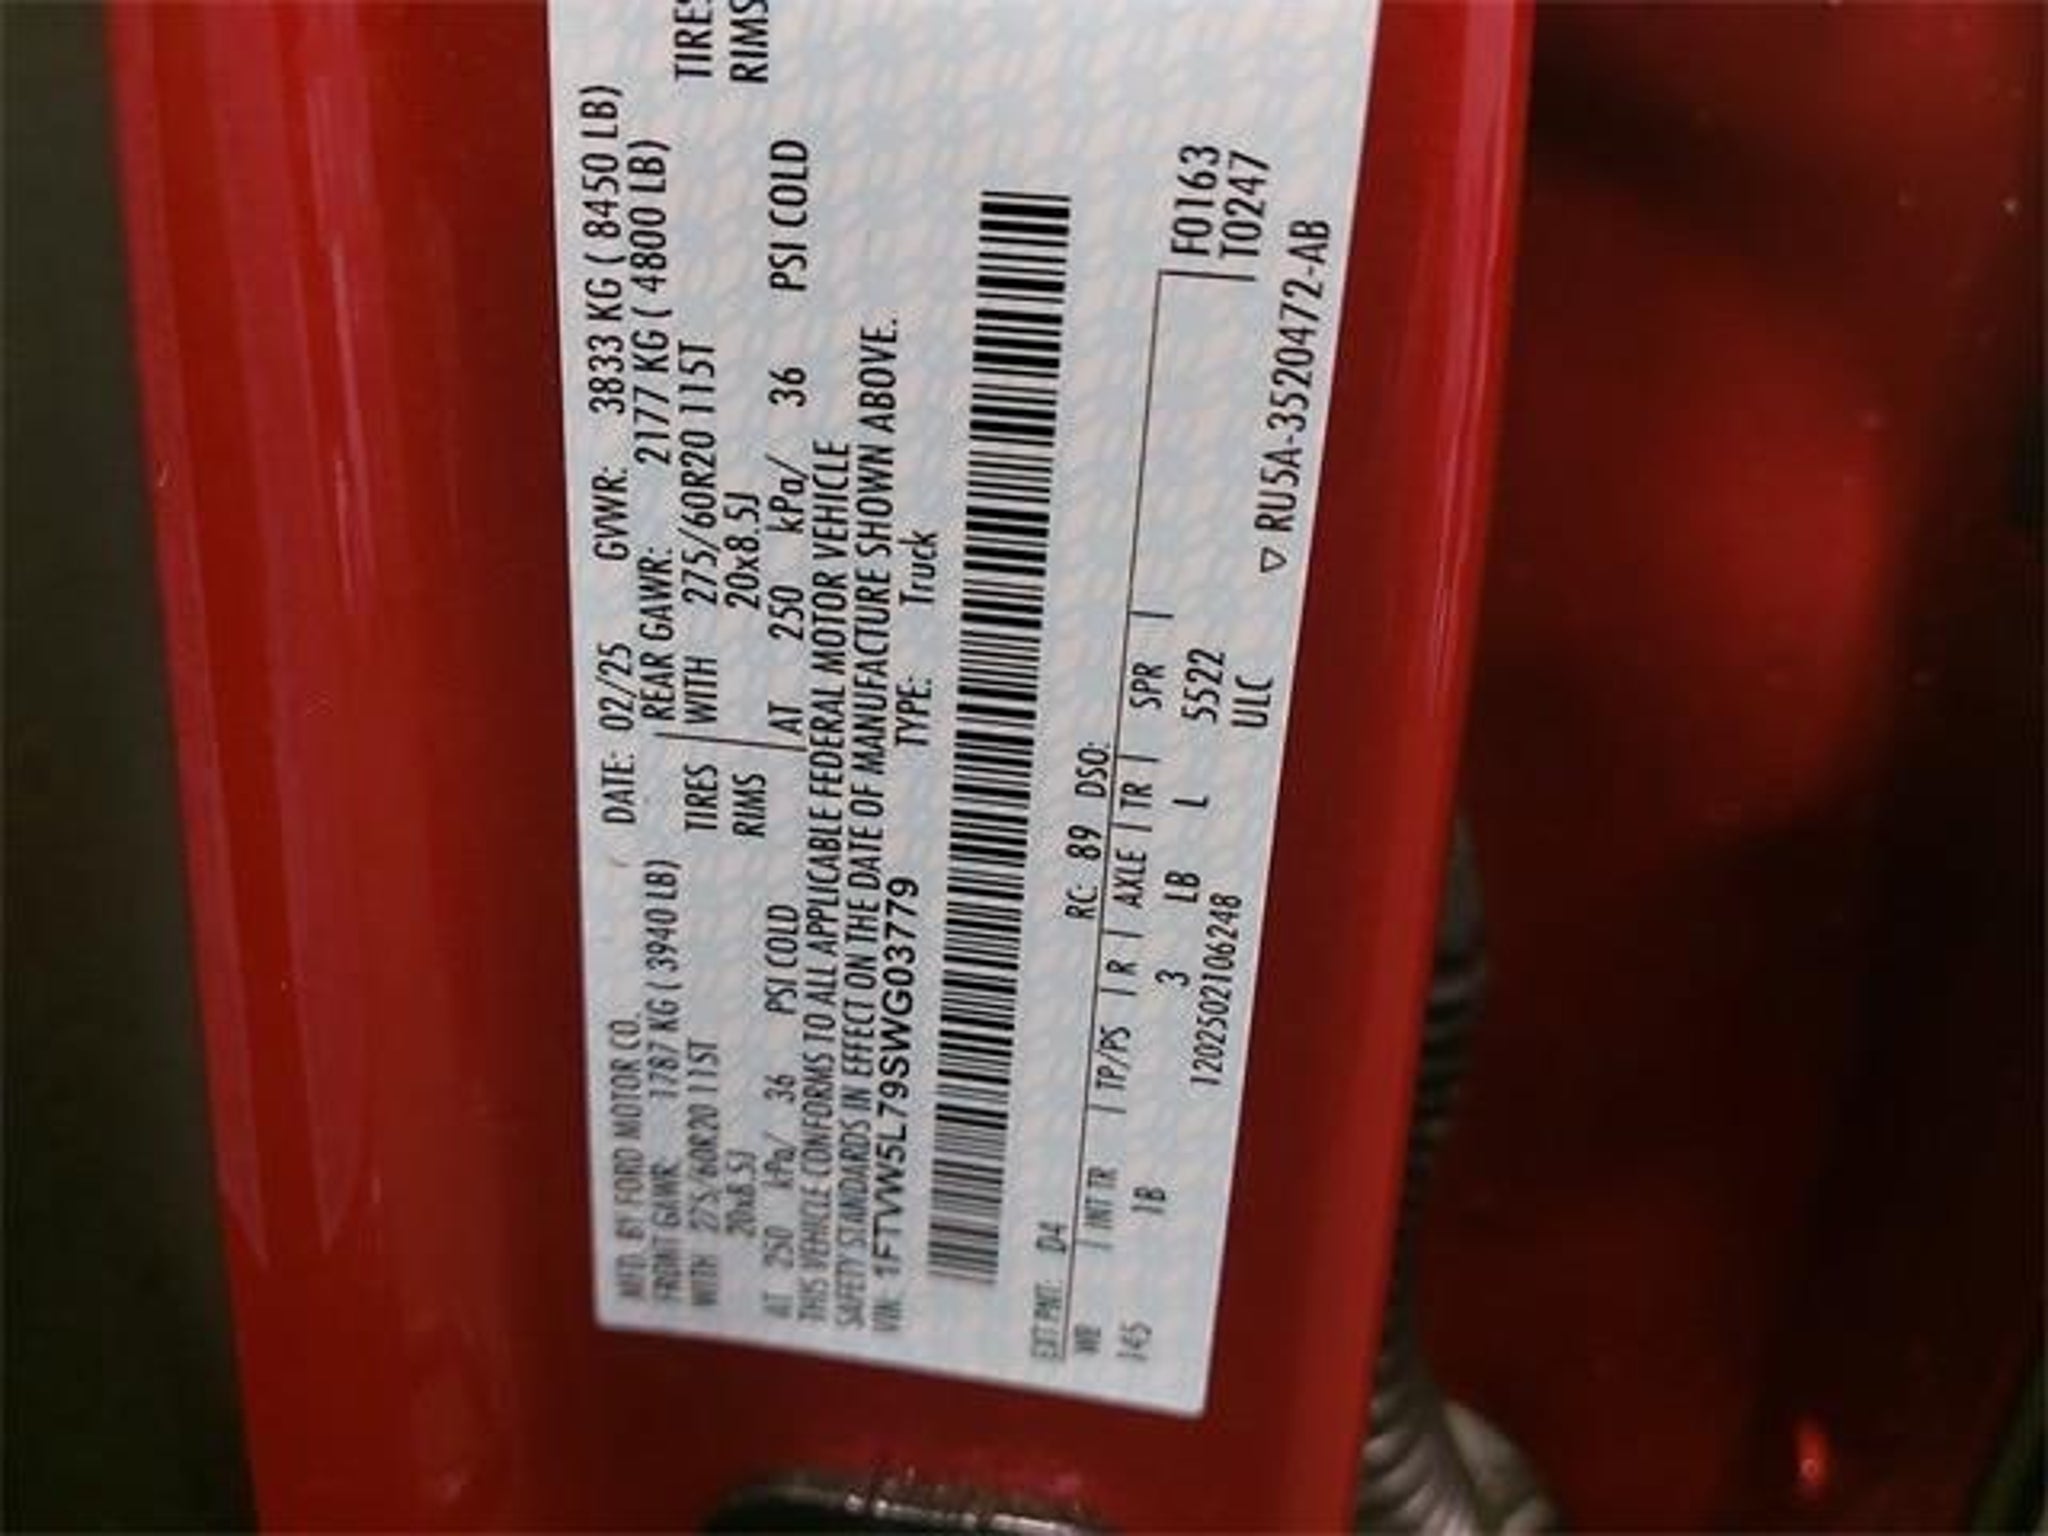 MFD. BY FORD MOTOR CO. DATE: 02/25 GVWR: 3833 KG ( 8450 LB)
FRONT GAWR: 1787 KG ( 3940 LB) REAR GAWR: 2177 KG ( 4800 LB)
WITH 275/60R20 115T TIRES WITH 275/60R20 115T TIRES
20x8.5J RIMS 20x8.5J RIMS
AT 250 kPa/ 36 PSI COLD AT 250 kPa/ 36 PSI COLD
THIS VEHICLE CONFORMS TO ALL APPLICABLE FEDERAL MOTOR VEHICLE
SAFETY STANDARDS IN EFFECT ON THE DATE OF MANUFACTURE SHOWN ABOVE.
VIN: 1FTVW5L79SWG03779 TYPE: Truck
EXT PNT: D4 RC: 89 DSO:
WB | INT TR | TP/PS | R | AXLE | TR | SPR | F0163
145 IB 3 LB L 5522 T0247
1202502106248 ULC ▽ RU5A-3520472-AB